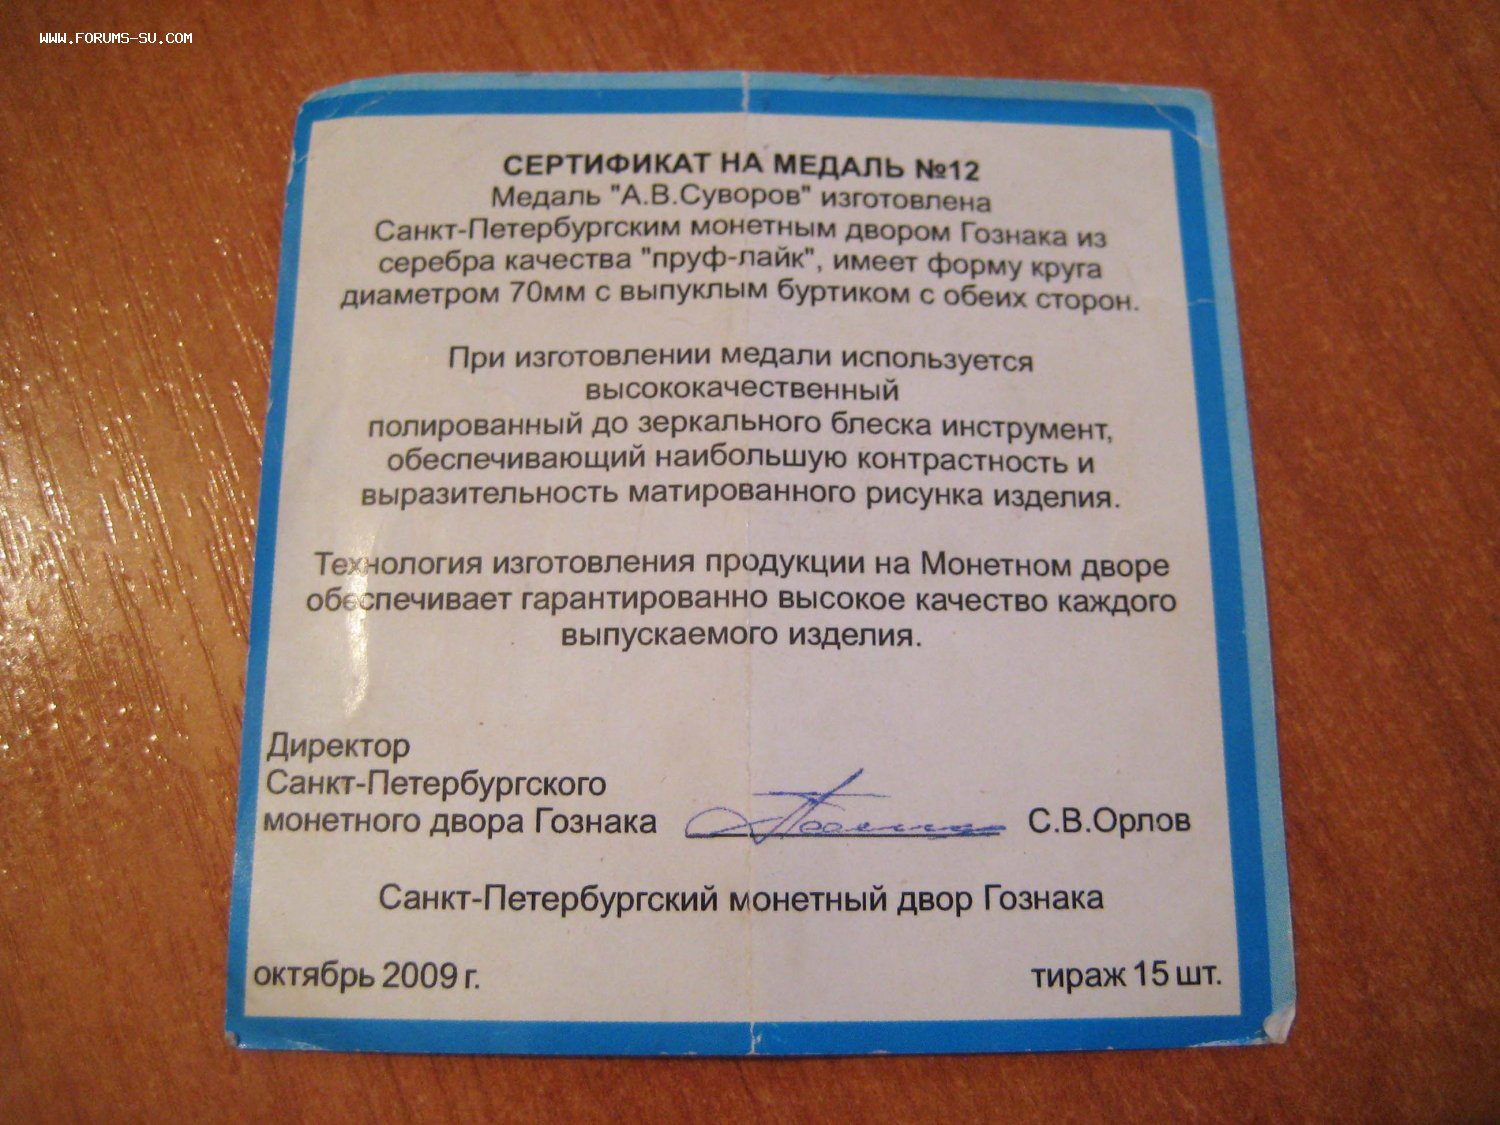 WWW.FORUMS-SU.COM
СЕРТИФИКАТ НА МЕДАЛЬ №12
Медаль "А.В.Суворов" изготовлена
Санкт-Петербургским монетным двором Гознака из
серебра качества "пруф-лайк", имеет форму круга
диаметром 70мм с выпуклым буртиком с обеих сторон.
При изготовлении медали используется
высококачественный
полированный до зеркального блеска инструмент,
обеспечивающий наибольшую контрастность и
выразительность матированного рисунка изделия.
Технология изготовления продукции на Монетном дворе
обеспечивает гарантированно высокое качество каждого
выпускаемого изделия.
Директор
Санкт-Петербургского
монетного двора Гознака С.В.Орлов
Санкт-Петербургский монетный двор Гознака
октябрь 2009 г. тираж 15 шт.